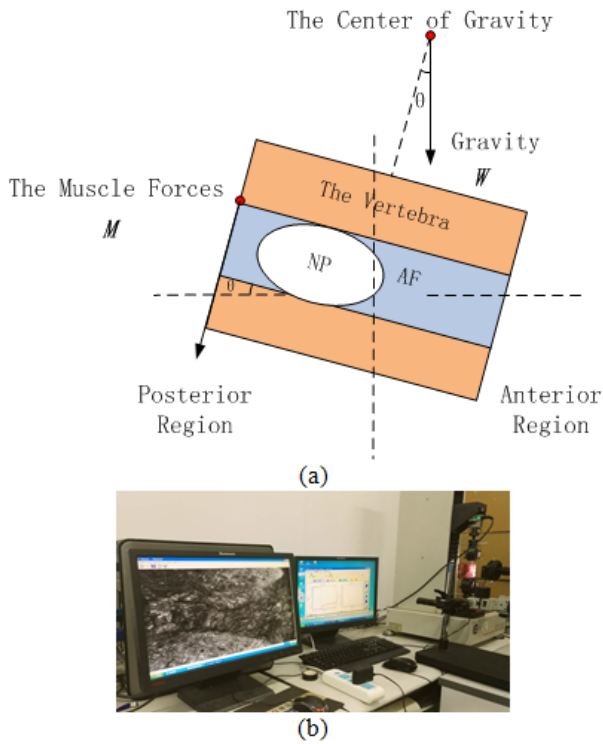 The Center of Gravity
θ
Gravity
W
The Muscle Forces
M
The Vertebra
NP
AF
θ
Posterior
Region
Anterior
Region
(a)
(b)